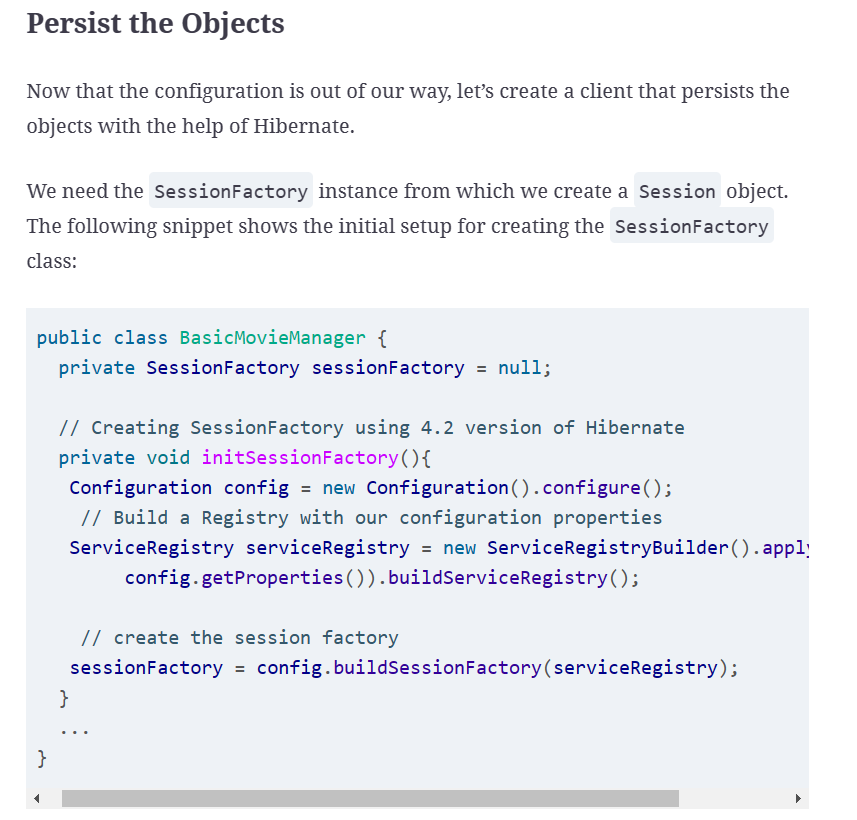 Persist the Objects
Now that the configuration is out of our way, let’s create a client that persists the
objects with the help of Hibernate.
We need the SessionFactory instance from which we create a Session object.
The following snippet shows the initial setup for creating the SessionFactory
class:
public class BasicMovieManager {
  private SessionFactory sessionFactory = null;
  // Creating SessionFactory using 4.2 version of Hibernate
  private void initSessionFactory(){
   Configuration config = new Configuration().configure();
    // Build a Registry with our configuration properties
   ServiceRegistry serviceRegistry = new ServiceRegistryBuilder().appl
        config.getProperties()).buildServiceRegistry();
    // create the session factory
   sessionFactory = config.buildSessionFactory(serviceRegistry);
  }
  ...
}